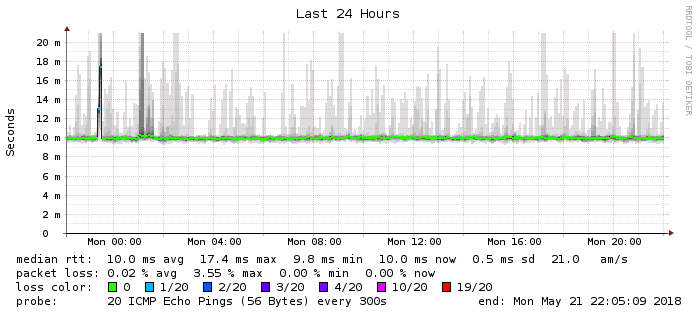 Last 24 Hours
RRDTOOL / TOBI OETIKER
Seconds
20 m
18 m
16 m
14 m
12 m
10 m
8 m
6 m
4 m
2 m
0
Mon 00:00 Mon 04:00 Mon 08:00 Mon 12:00 Mon 16:00 Mon 20:00
median rtt: 10.0 ms avg 17.4 ms max 9.8 ms min 10.0 ms now 0.5 ms sd 21.0 am/s
packet loss: 0.02 % avg 3.55 % max 0.00 % min 0.00 % now
loss color: 0 1/20 2/20 3/20 4/20 10/20 19/20
probe: 20 ICMP Echo Pings (56 Bytes) every 300s end: Mon May 21 22:05:09 2018